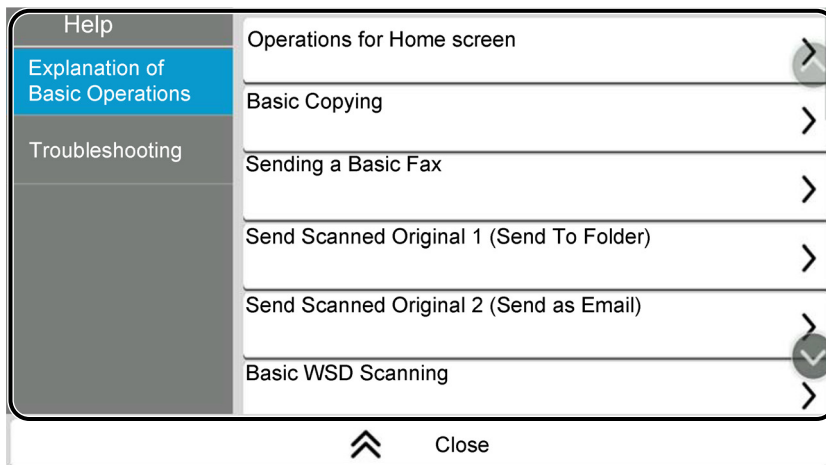 Help
Explanation of
Basic Operations
Troubleshooting
Operations for Home screen
Basic Copying
Sending a Basic Fax
Send Scanned Original 1 (Send To Folder)
Send Scanned Original 2 (Send as Email)
Basic WSD Scanning
Close